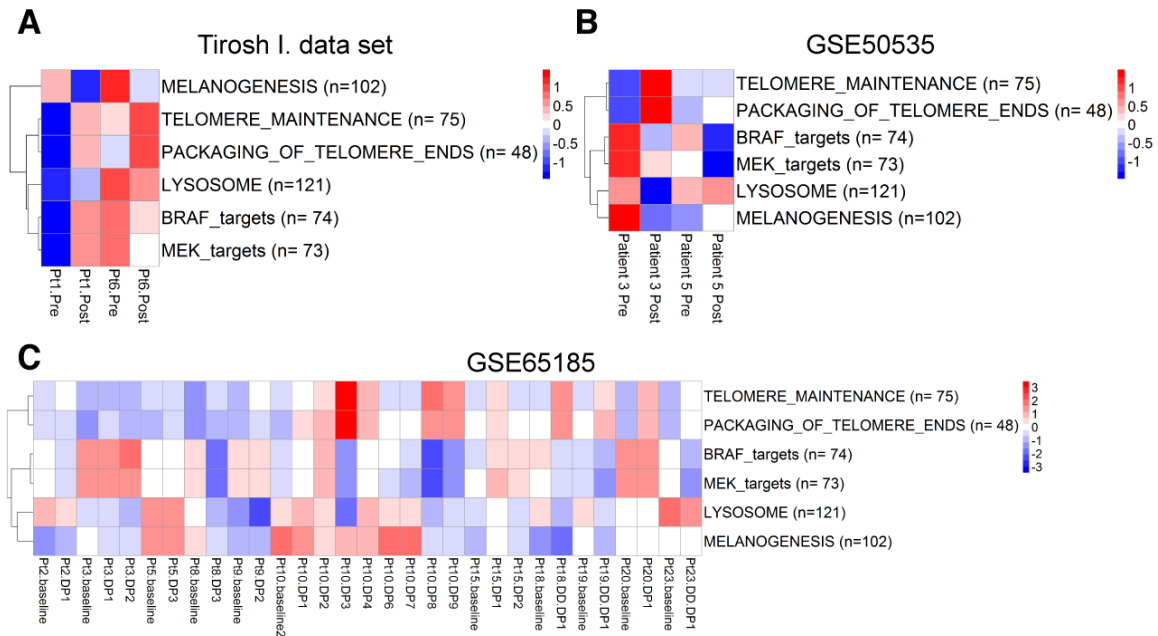 A
Tirosh I. data set
MELANOGENESIS (n=102)
TELOMERE_MAINTENANCE (n= 75)
PACKAGING_OF_TELOMERE_ENDS (n= 48)
LYSOSOME (n=121)
BRAF_targets (n= 74)
MEK_targets (n= 73)
1
0.5
0
-0.5
-1
Pt1.Pre
Pt1.Post
Pt6.Pre
Pt6.Post
B
GSE50535
TELOMERE_MAINTENANCE (n= 75)
PACKAGING_OF_TELOMERE_ENDS (n= 48)
BRAF_targets (n= 74)
MEK_targets (n= 73)
LYSOSOME (n=121)
MELANOGENESIS (n=102)
1
0.5
0
-0.5
-1
Patient 3 Pre
Patient 3 Post
Patient 5 Pre
Patient 5 Post
C
GSE65185
TELOMERE_MAINTENANCE (n= 75)
PACKAGING_OF_TELOMERE_ENDS (n= 48)
BRAF_targets (n= 74)
MEK_targets (n= 73)
LYSOSOME (n=121)
MELANOGENESIS (n=102)
3
2
1
0
-1
-2
-3
Pt2.baseline
Pt2.DP1
Pt3.baseline
Pt3.DP1
Pt3.DP2
Pt5.baseline
Pt5.DP3
Pt8.baseline
Pt8.DP3
Pt9.baseline
Pt9.DP2
Pt10.baseline2
Pt10.DP1
Pt10.DP2
Pt10.DP3
Pt10.DP4
Pt10.DP6
Pt10.DP7
Pt10.DP8
Pt10.DP9
Pt15.baseline
Pt15.DP1
Pt15.DP2
Pt18.baseline
Pt18.DD.DP1
Pt19.baseline
Pt19.DD.DP1
Pt20.baseline
Pt20.DP1
Pt23.baseline
Pt23.DD.DP1